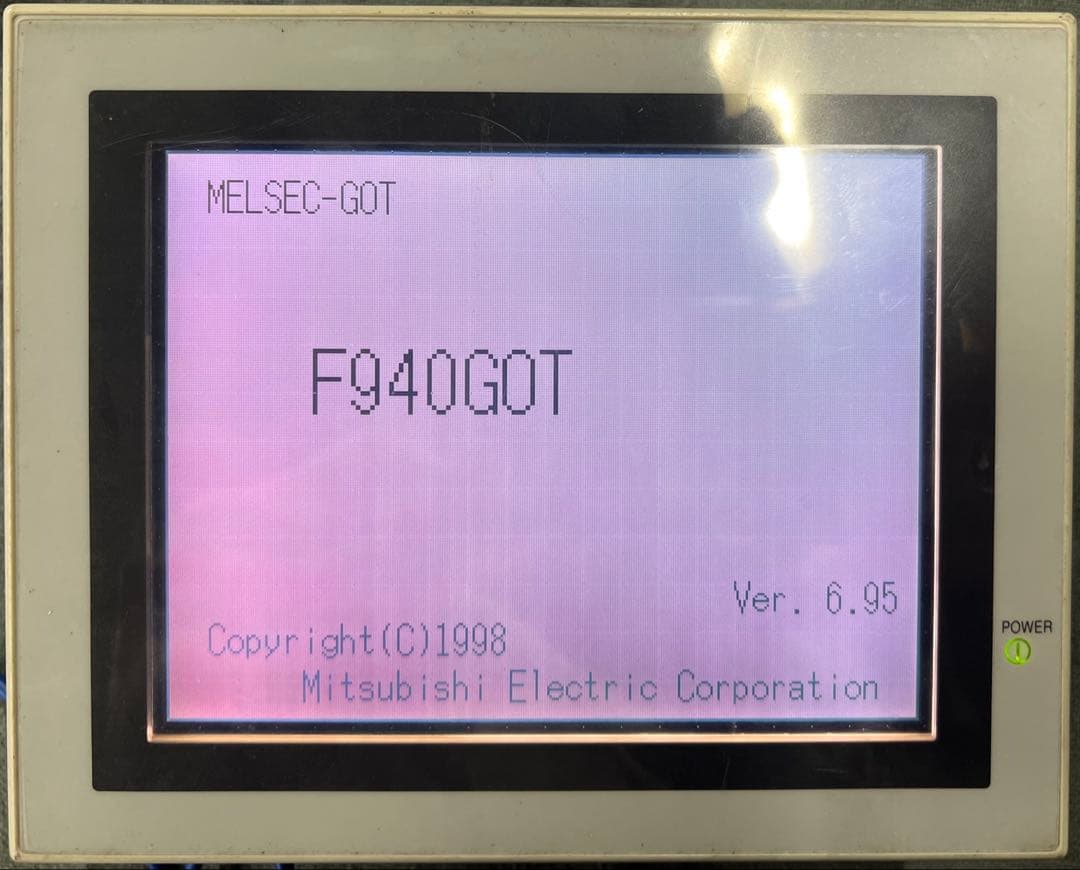 MELSEC-GOT
F940GOT
Ver. 6.95
Copyright(C)1998
Mitsubishi Electric Corporation
POWER